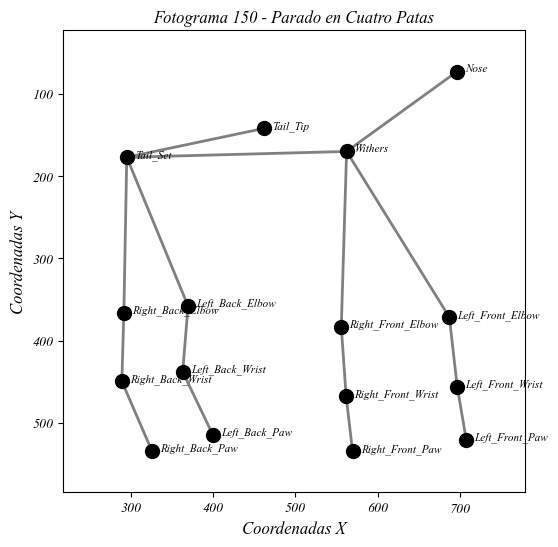 Fotograma 150 - Parado en Cuatro Patas
Nose
100
Tail_Tip
Withers
Tail_Set
200
300
Left_Back_Elbow
Right_Back_Elbow
Left_Front_Elbow
Right_Front_Elbow
400
Left_Back_Wrist
Right_Back_Wrist
Left_Front_Wrist
Right_Front_Wrist
500
Left_Back_Paw
Left_Front_Paw
Right_Back_Paw
Right_Front_Paw
Coordenadas Y
300
400
500
600
700
Coordenadas X